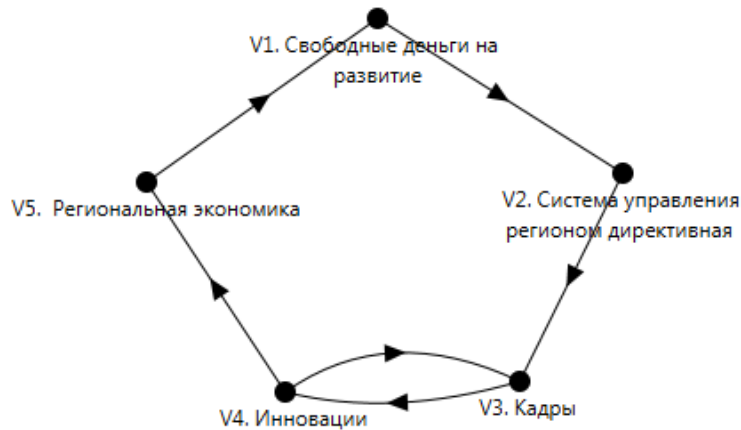 V1. Свободные деньги на
развитие
V2. Система управления
регионом директивная
V5.  Региональная экономика
V3. Кадры
V4. Инновации